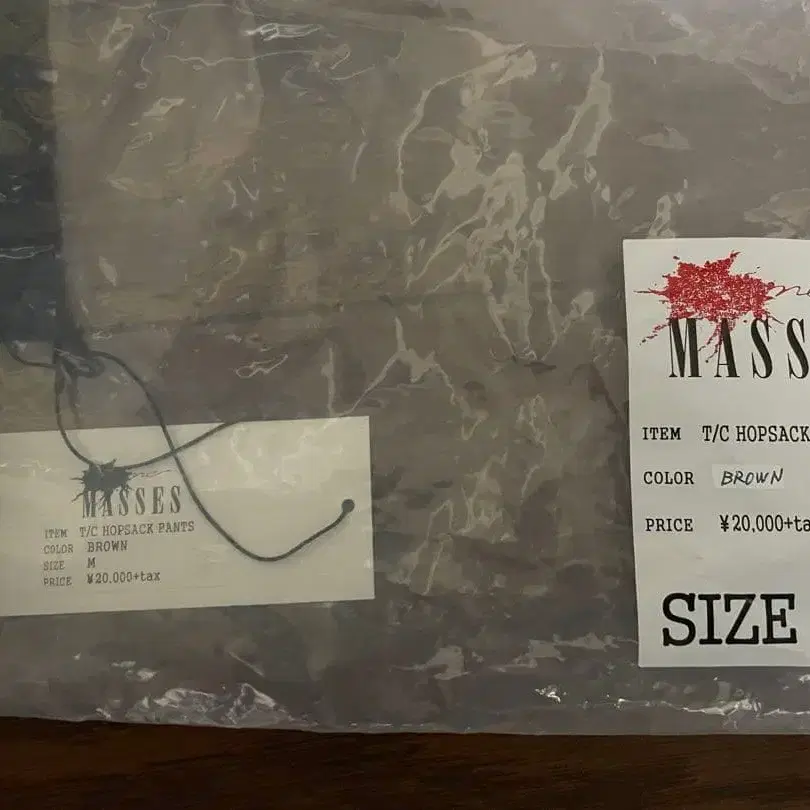 MASSES
ITEM T/C HOPSACK PANTS
COLOR BROWN
SIZE M
PRICE ¥20,000+tax
MASS
ITEM T/C HOPSACK
COLOR BROWN
PRICE ¥20,000+ta
SIZE